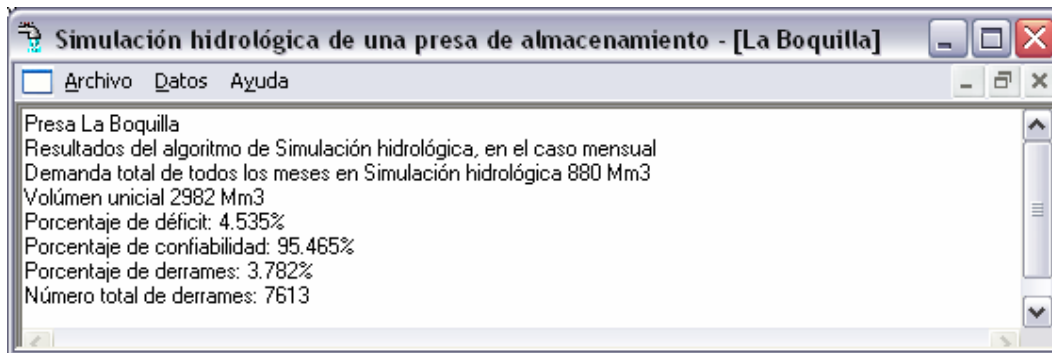 Simulación hidrológica de una presa de almacenamiento - [La Boquilla]
Archivo Datos Ayuda
Presa La Boquilla
Resultados del algoritmo de Simulación hidrológica, en el caso mensual
Demanda total de todos los meses en Simulación hidrológica 880 Mm3
Volúmen unicial 2982 Mm3
Porcentaje de déficit: 4.535%
Porcentaje de confiabilidad: 95.465%
Porcentaje de derrames: 3.782%
Número total de derrames: 7613